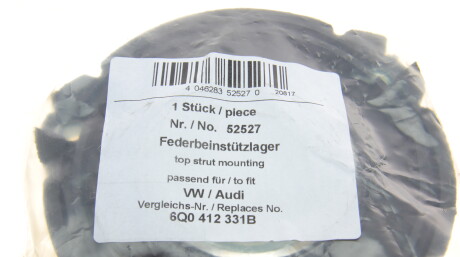 4 046283 52527 0 20817
1 Stück / piece
Nr. / No. 52527
Federbeinstützlager
top strut mounting
passend für / to fit
VW / Audi
Vergleichs-Nr. / Replaces No.
6Q0 412 331B